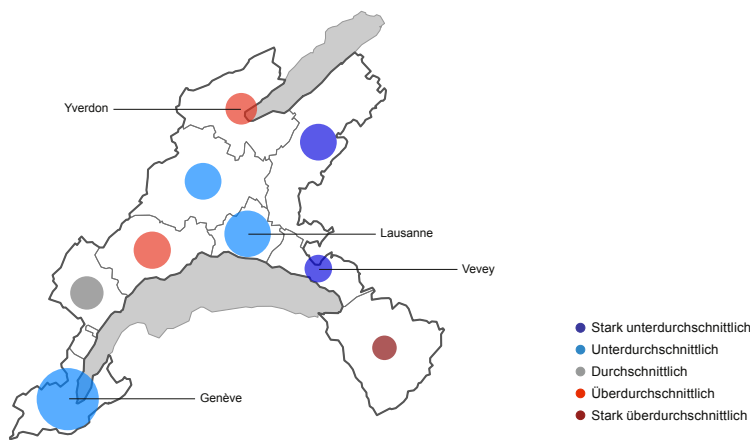 Yverdon
Lausanne
Vevey
Genève
Stark unterdurchschnittlich
Unterdurchschnittlich
Durchschnittlich
Überdurchschnittlich
Stark überdurchschnittlich